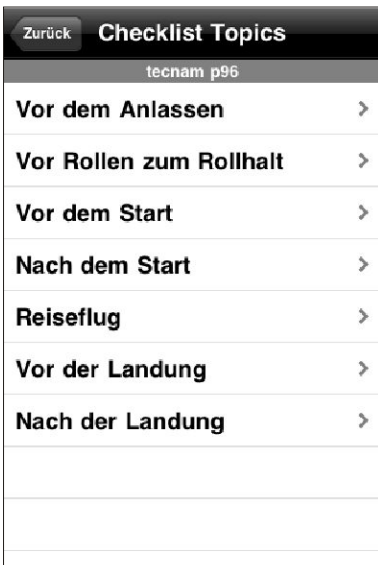 Zurück Checklist Topics
tecnam p96
Vor dem Anlassen
Vor Rollen zum Rollhalt
Vor dem Start
Nach dem Start
Reiseflug
Vor der Landung
Nach der Landung